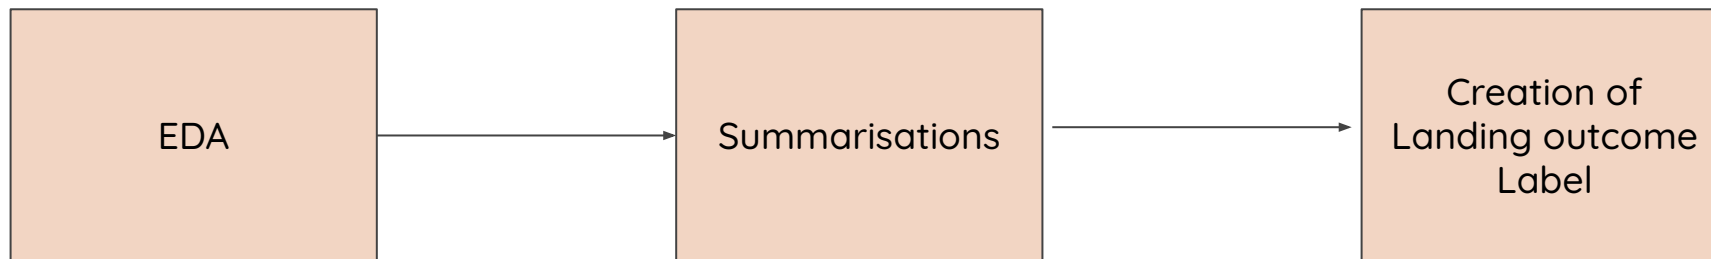 EDA
Summarisations
Creation of
Landing outcome
Label